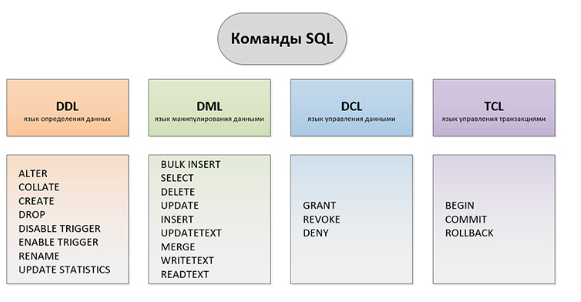 Команды SQL
DDL
язык определения данных
DML
язык манипулирования данными
DCL
язык управления данными
TCL
язык управления транзакциями
ALTER
COLLATE
CREATE
DROP
DISABLE TRIGGER
ENABLE TRIGGER
RENAME
UPDATE STATISTICS
BULK INSERT
SELECT
DELETE
UPDATE
INSERT
UPDATETEXT
MERGE
WRITETEXT
READTEXT
GRANT
REVOKE
DENY
BEGIN
COMMIT
ROLLBACK